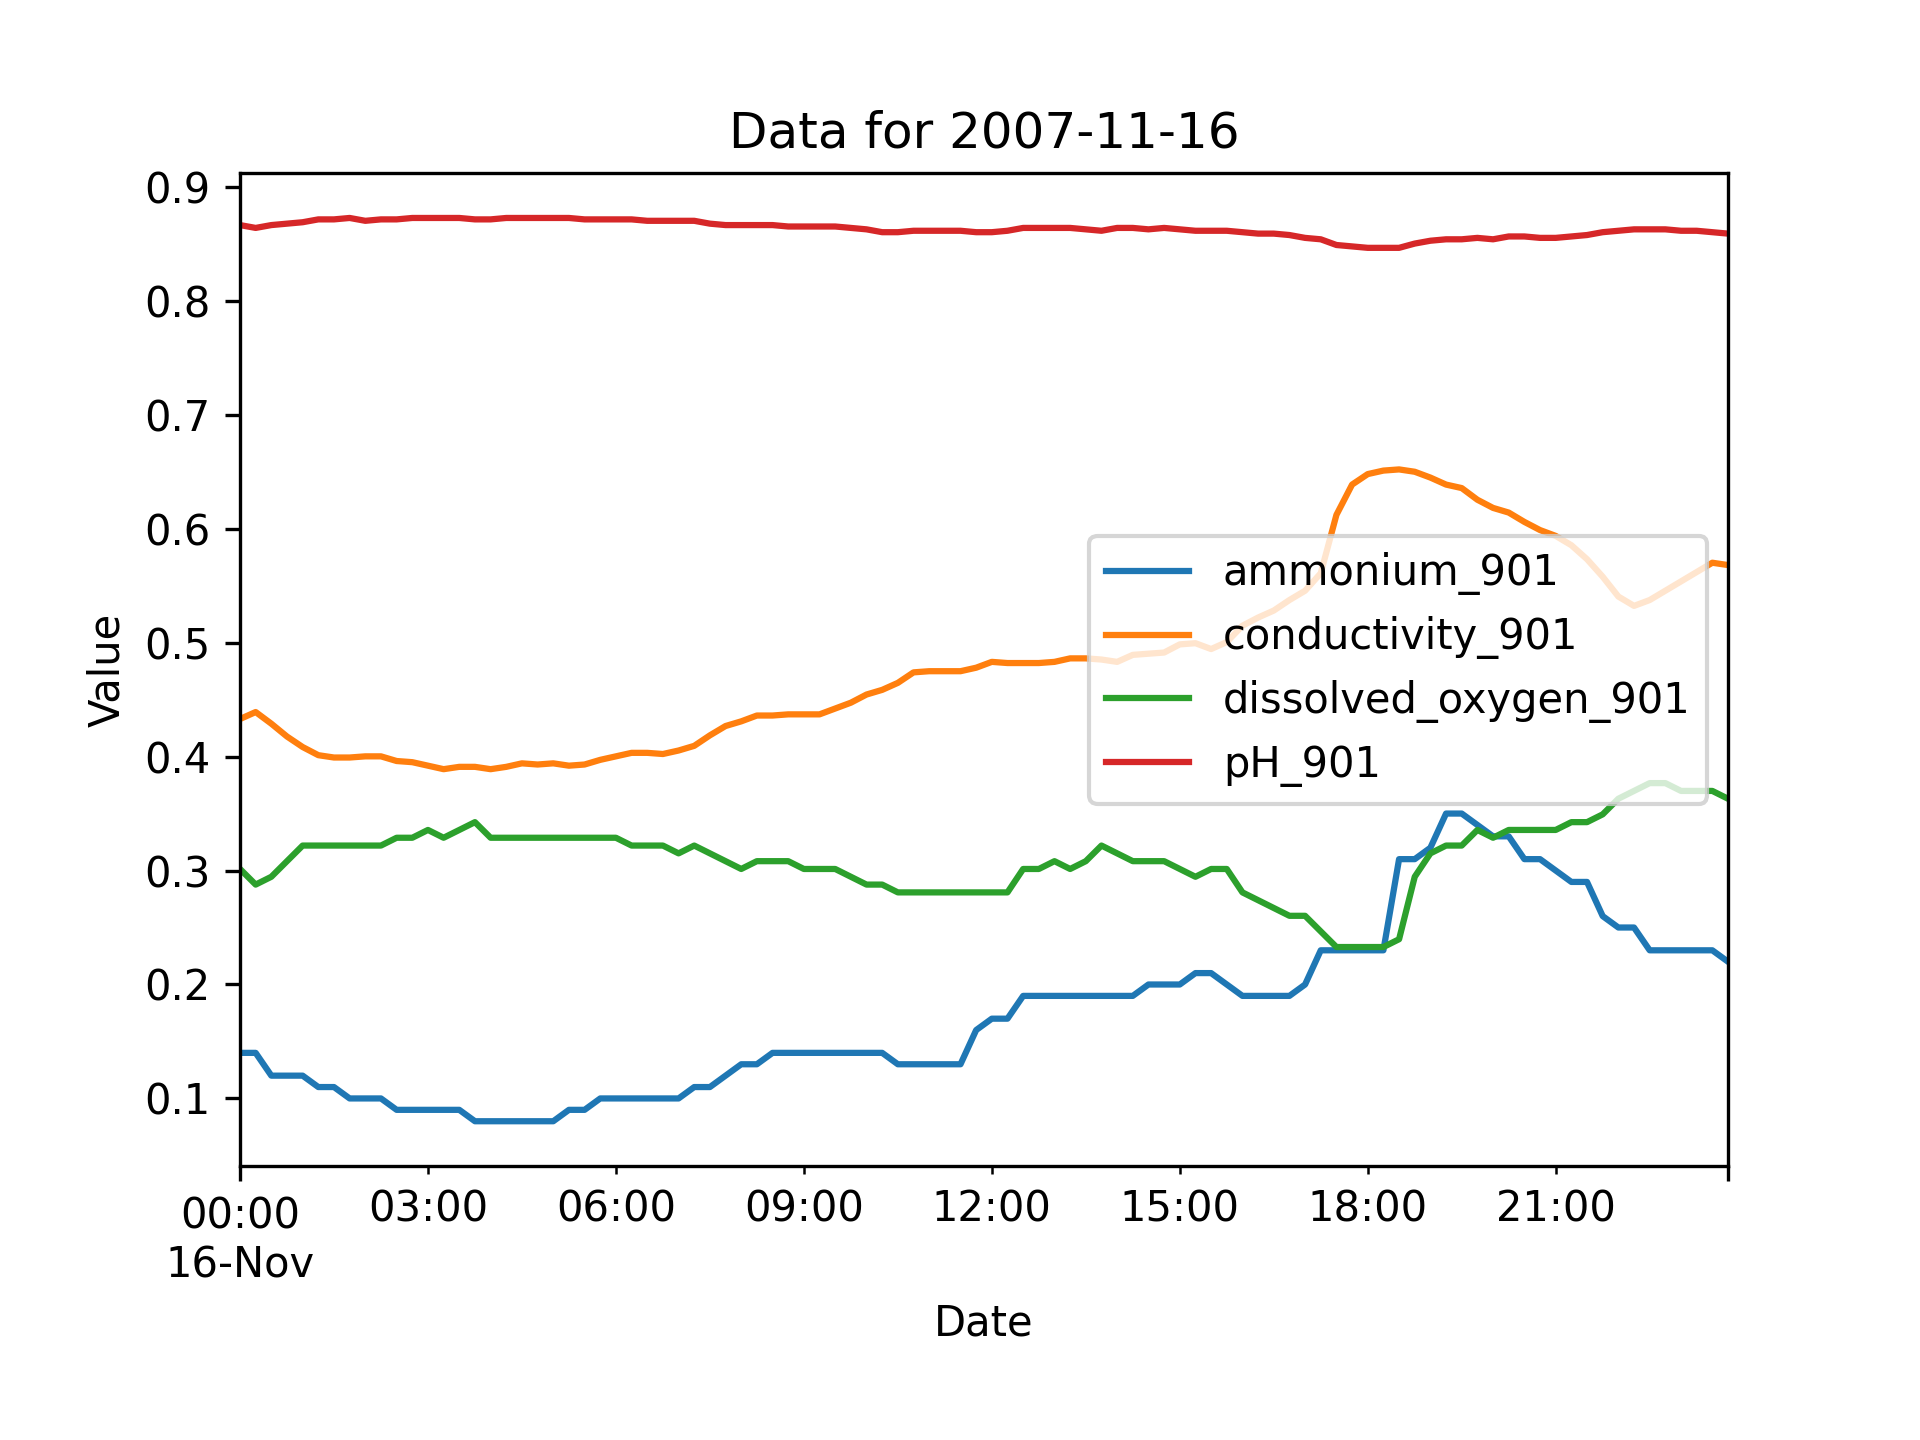 Data for 2007-11-16
0.9
0.8
0.7
0.6
0.5
0.4
0.3
0.2
0.1
Value
ammonium_901
conductivity_901
dissolved_oxygen_901
pH_901
00:00 03:00 06:00 09:00 12:00 15:00 18:00 21:00
16-Nov
Date